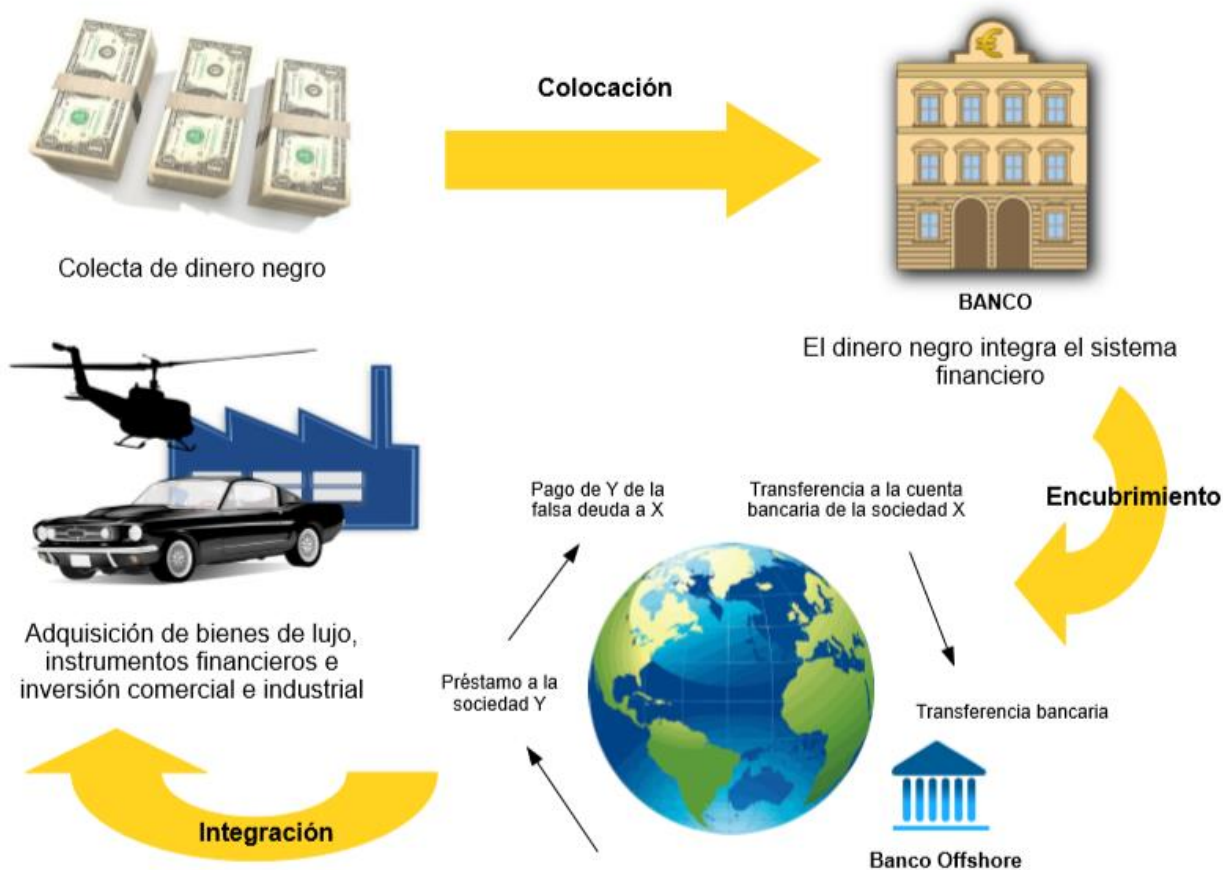 Colocación
Colecta de dinero negro
BANCO
El dinero negro integra el sistema
financiero
Encubrimiento
Transferencia a la cuenta
bancaria de la sociedad X
Transferencia bancaria
Banco Offshore
Préstamo a la
sociedad Y
Pago de Y de la
falsa deuda a X
Integración
Adquisición de bienes de lujo,
instrumentos financieros e
inversión comercial e industrial